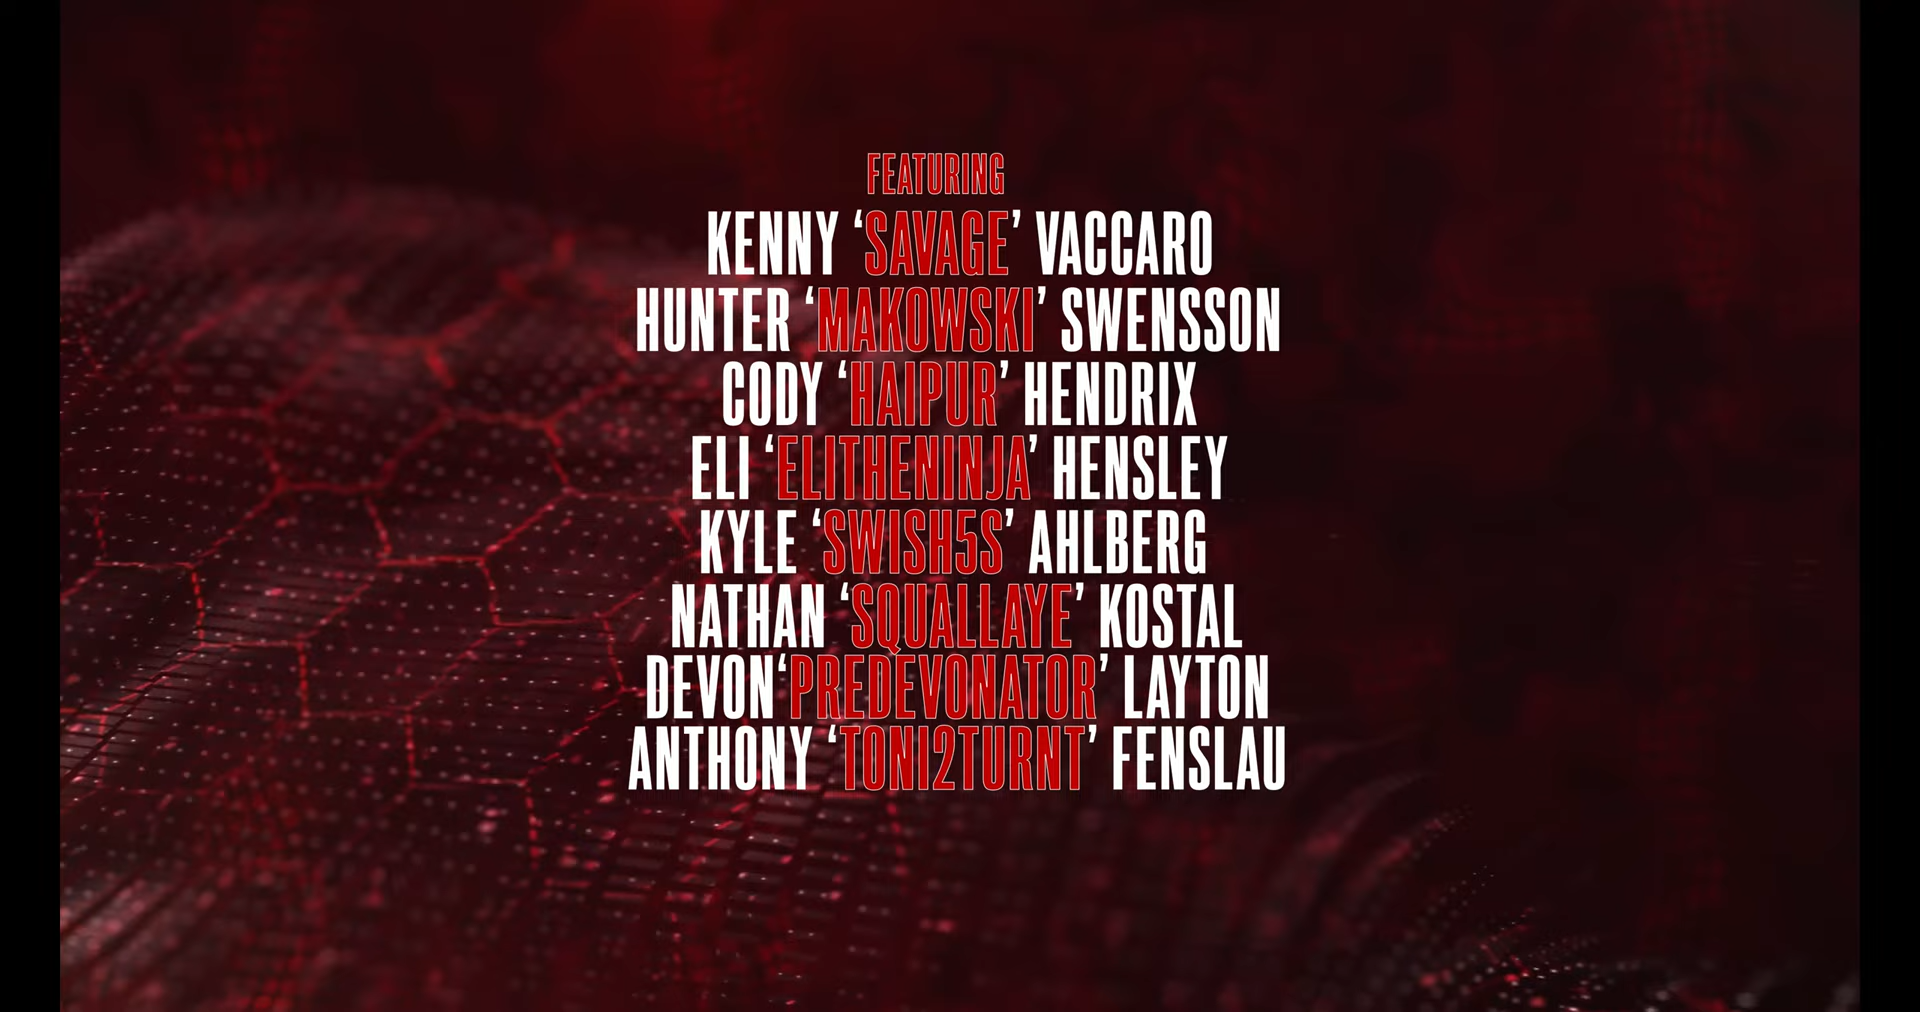 FEATURING
KENNY ‘SAVAGE’ VACCARO
HUNTER ‘MAKOWSKI’ SWENSSON
CODY ‘HAIPUR’ HENDRIX
ELI ‘ELITHENINJA’ HENSLEY
KYLE ‘SWISH5S’ AHLBERG
NATHAN ‘SQUALLAYE’ KOSTAL
DEVON‘PREDEVONATOR’ LAYTON
ANTHONY ‘TONI2TURNT’ FENSLAU